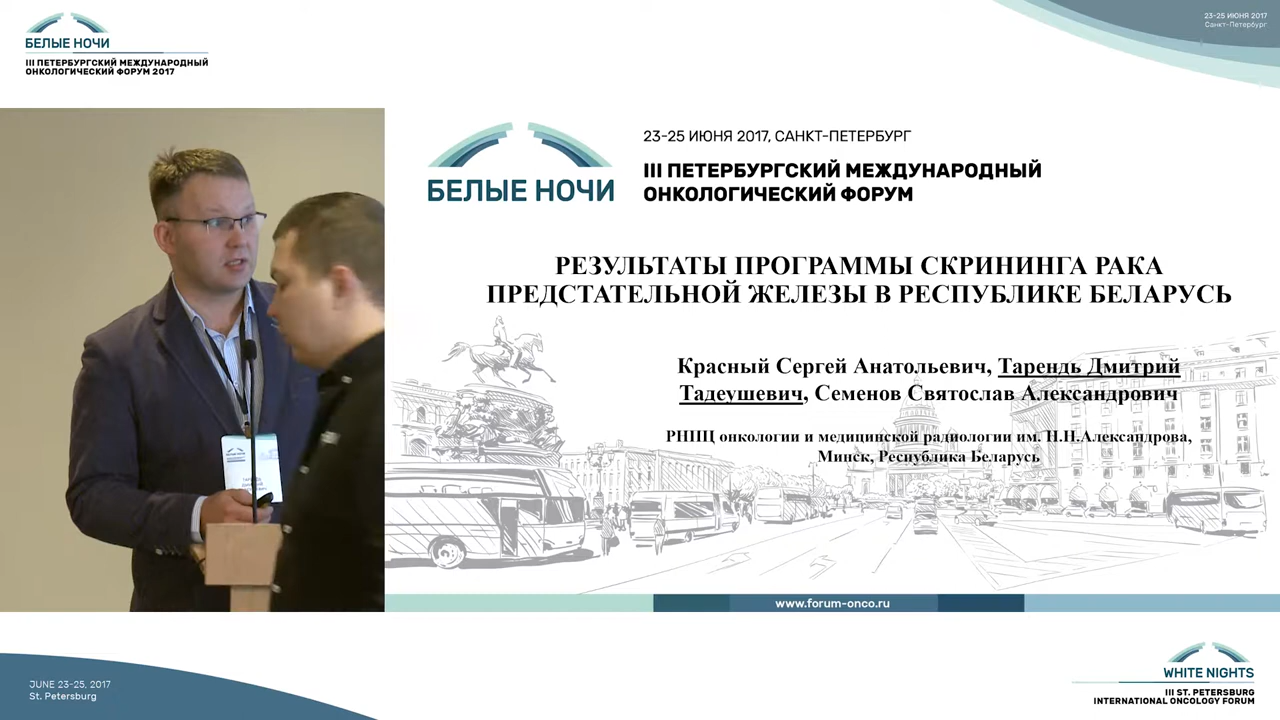 БЕЛЫЕ НОЧИ
III ПЕТЕРБУРГСКИЙ МЕЖДУНАРОДНЫЙ
ОНКОЛОГИЧЕСКИЙ ФОРУМ 2017
23-25 ИЮНЯ 2017
Санкт-Петербург
БЕЛЫЕ НОЧИ
23-25 ИЮНЯ 2017, САНКТ-ПЕТЕРБУРГ
III ПЕТЕРБУРГСКИЙ МЕЖДУНАРОДНЫЙ
ОНКОЛОГИЧЕСКИЙ ФОРУМ
РЕЗУЛЬТАТЫ ПРОГРАММЫ СКРИНИНГА РАКА
ПРЕДСТАТЕЛЬНОЙ ЖЕЛЕЗЫ В РЕСПУБЛИКЕ БЕЛАРУСЬ
Красный Сергей Анатольевич, Тарендь Дмитрий
Тадеушевич, Семенов Святослав Александрович
РНПЦ онкологии и медицинской радиологии им. Н.Н.Александрова,
Минск, Республика Беларусь
www.forum-onco.ru
JUNE 23-25, 2017
St. Petersburg
WHITE NIGHTS
III ST. PETERSBURG
INTERNATIONAL ONCOLOGY FORUM